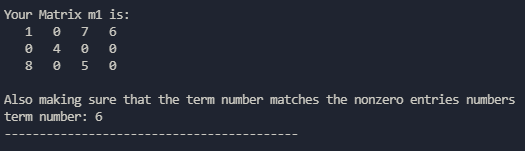 Your Matrix m1 is:
1 0 7 6
0 4 0 0
8 0 5 0
Also making sure that the term number matches the nonzero entries numbers
term number: 6
------------------------------------------